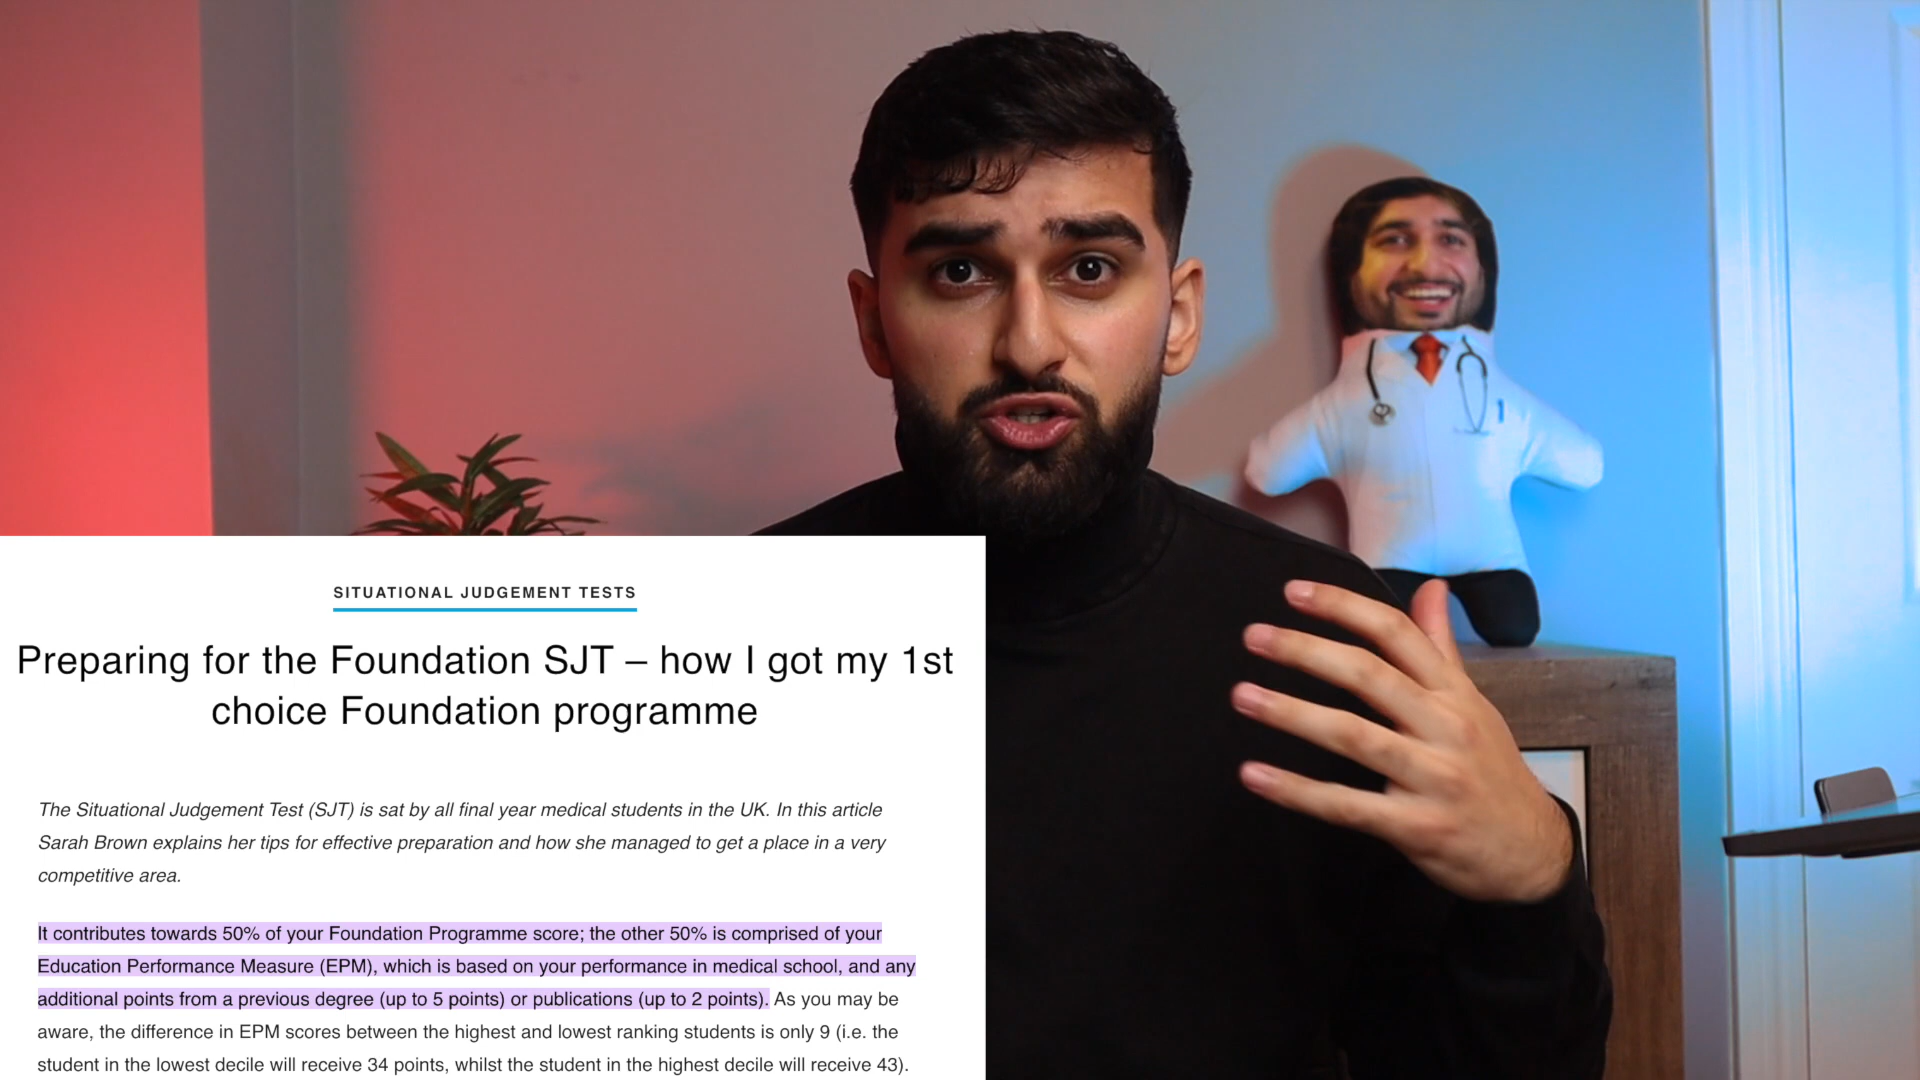 SITUATIONAL JUDGEMENT TESTS
Preparing for the Foundation SJT – how I got my 1st
choice Foundation programme
The Situational Judgement Test (SJT) is sat by all final year medical students in the UK. In this article
Sarah Brown explains her tips for effective preparation and how she managed to get a place in a very
competitive area.
It contributes towards 50% of your Foundation Programme score; the other 50% is comprised of your
Education Performance Measure (EPM), which is based on your performance in medical school, and any
additional points from a previous degree (up to 5 points) or publications (up to 2 points). As you may be
aware, the difference in EPM scores between the highest and lowest ranking students is only 9 (i.e. the
student in the lowest decile will receive 34 points, whilst the student in the highest decile will receive 43).